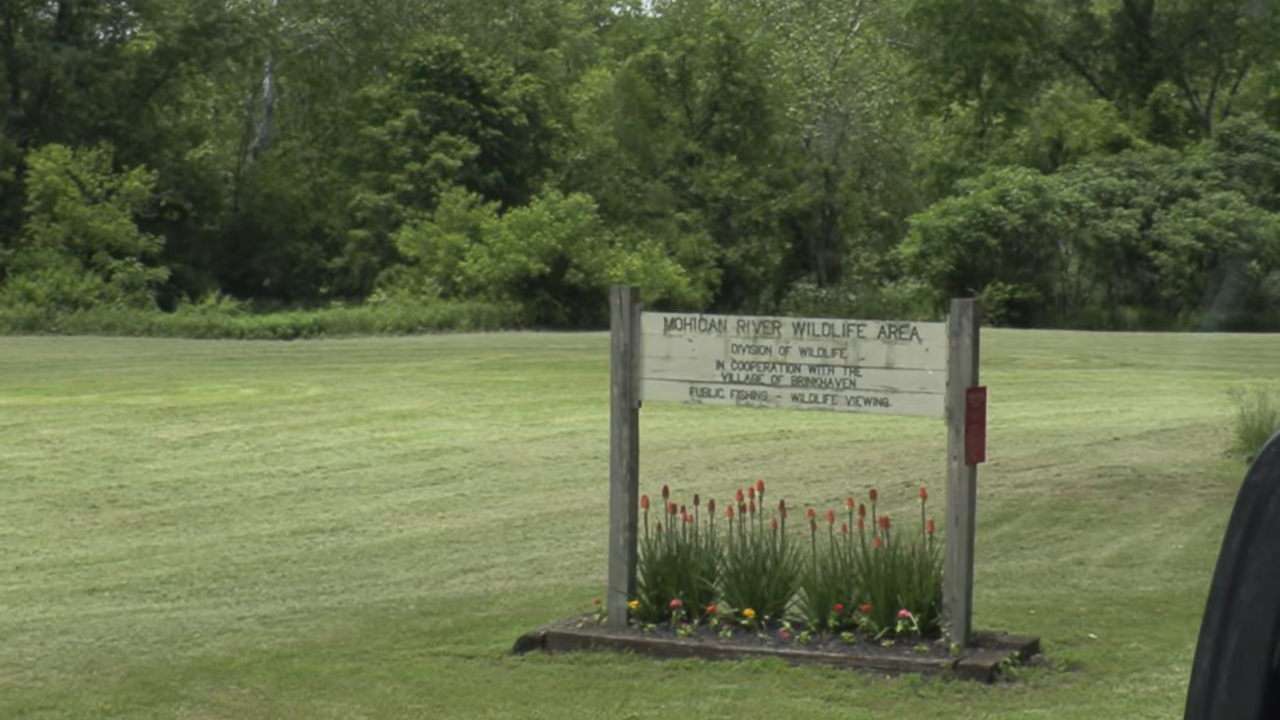 MOHICAN RIVER WILDLIFE AREA
DIVISION OF WILDLIFE
IN COOPERATION WITH THE
VILLAGE OF BRINKHAVEN
PUBLIC FISHING - WILDLIFE VIEWING